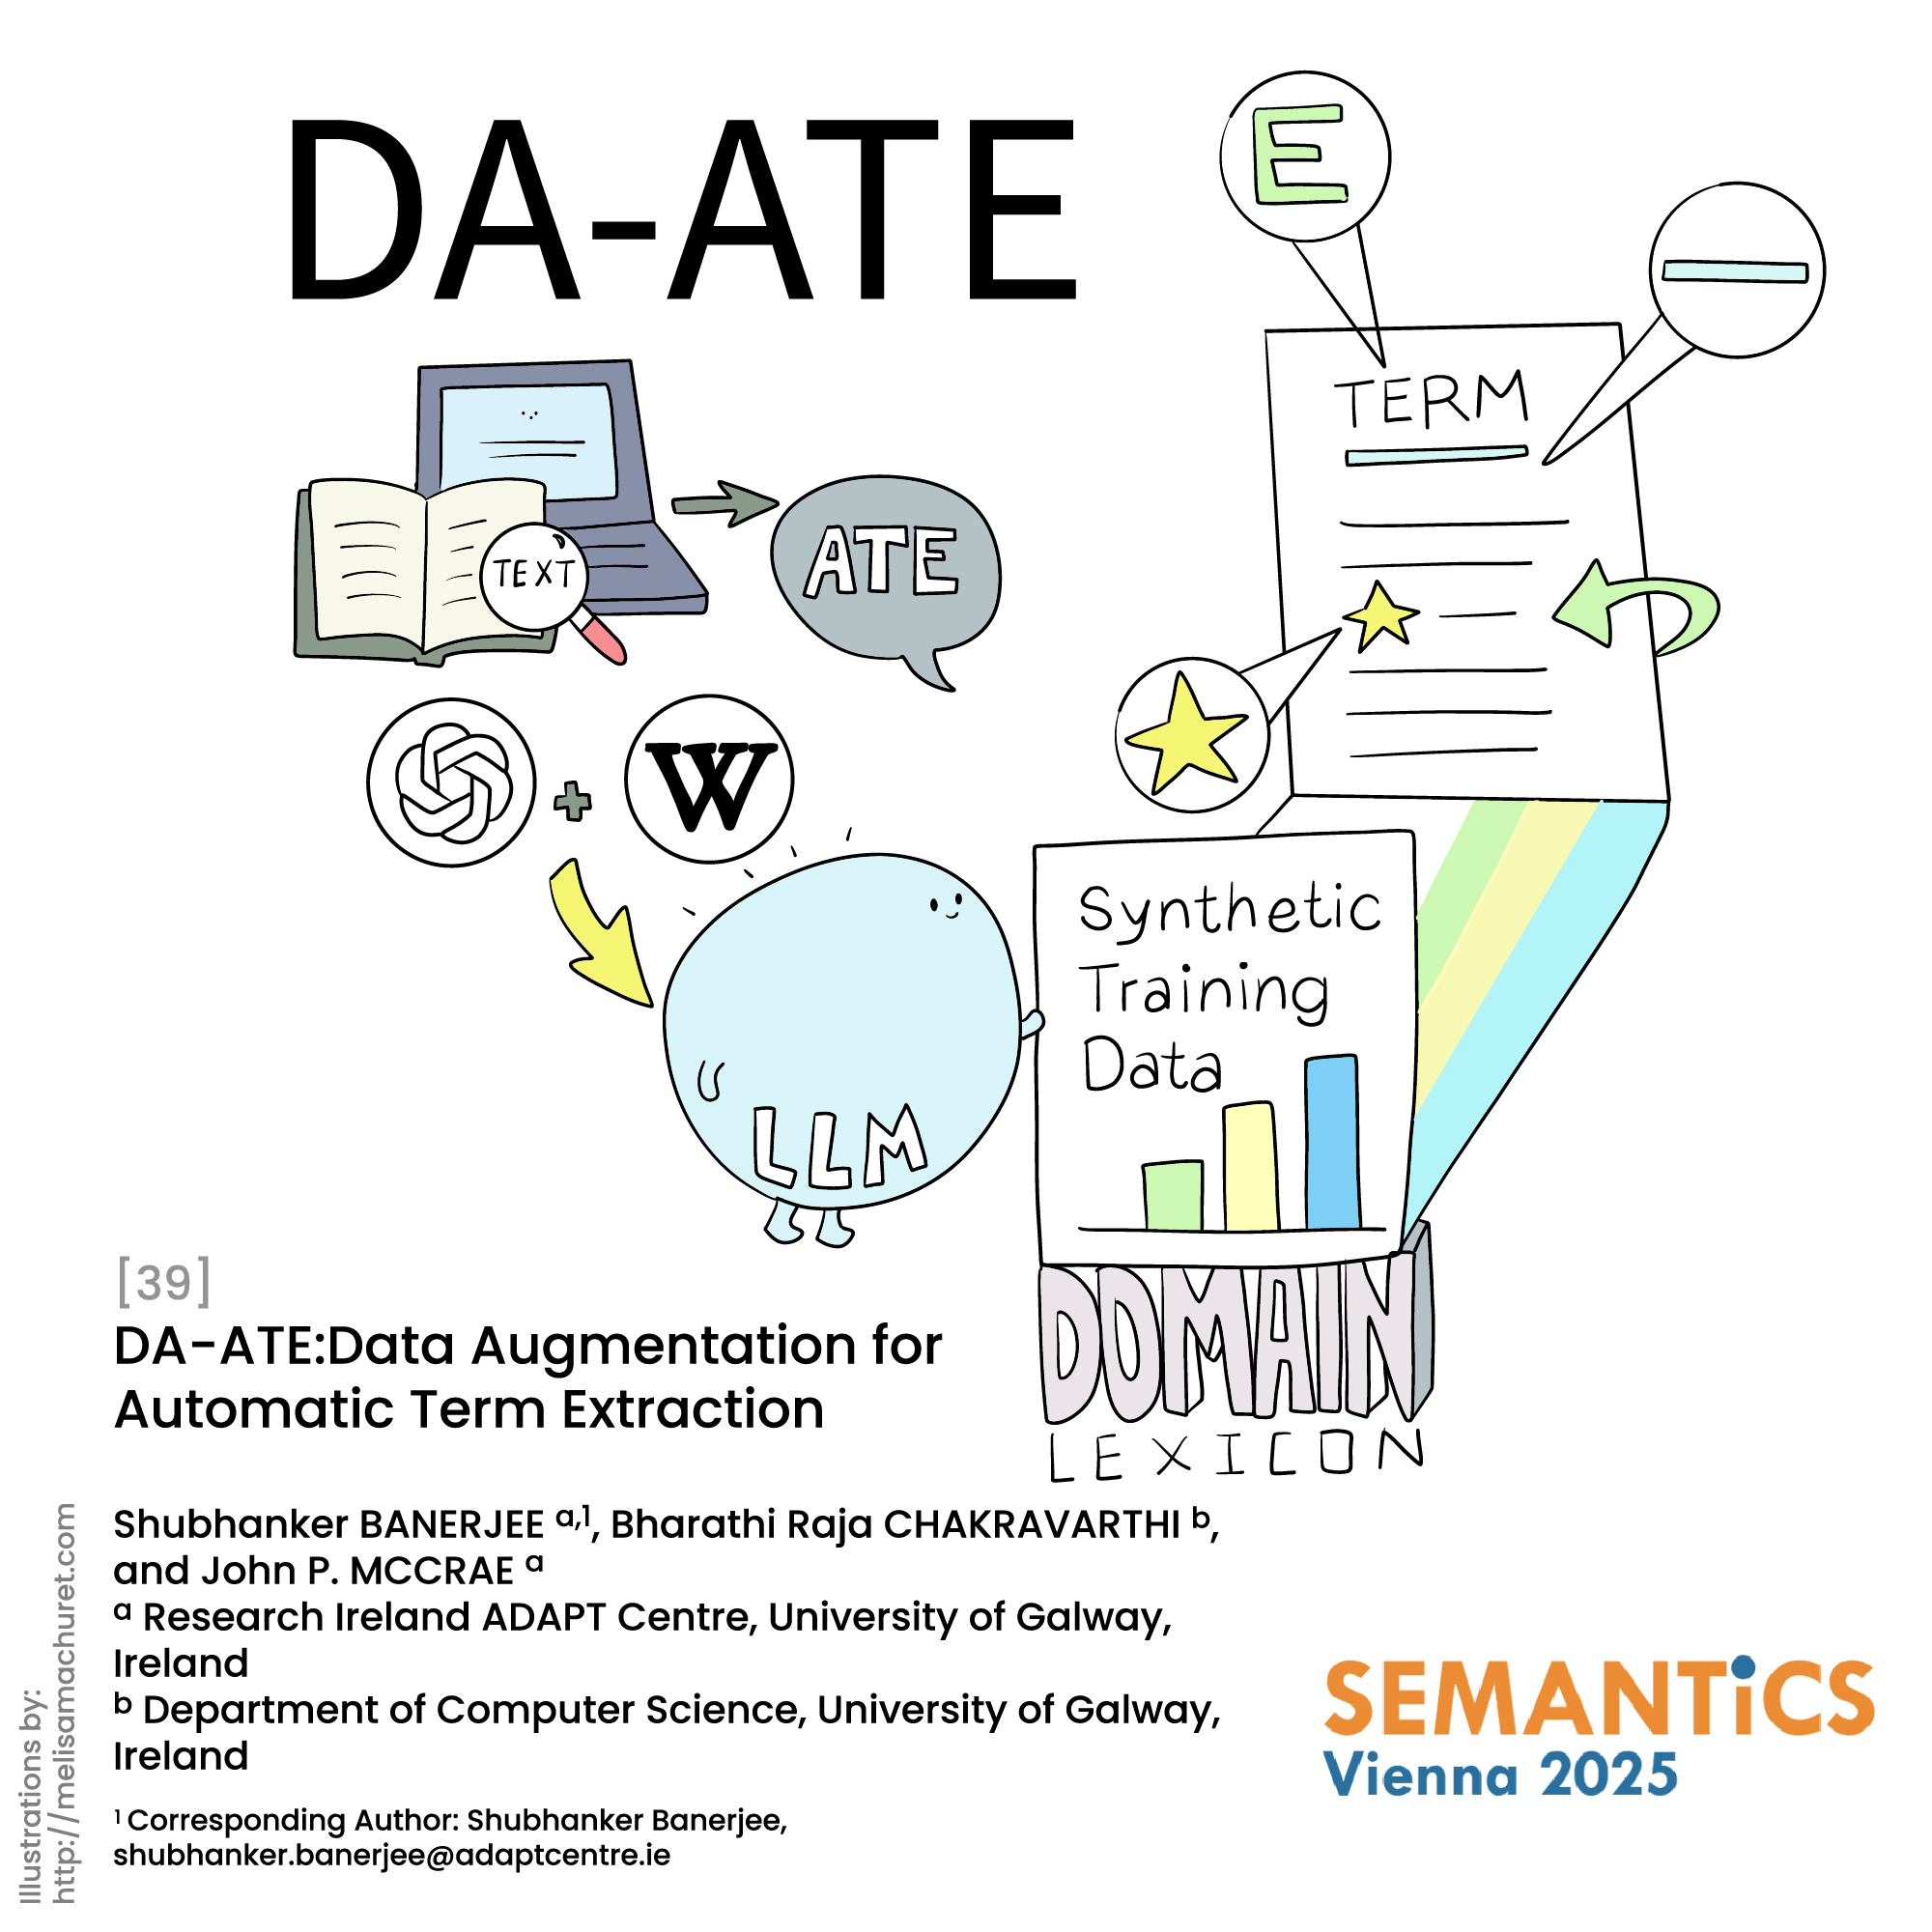 DA-ATE
E
TERM
TEXT
ATE
W
Synthetic
Training
Data
LLM
DOMAIN
LEXICON
[39]
DA-ATE:Data Augmentation for
Automatic Term Extraction
Shubhanker BANERJEE a,1, Bharathi Raja CHAKRAVARTHI b,
and John P. MCCRAE a
a Research Ireland ADAPT Centre, University of Galway,
Ireland
b Department of Computer Science, University of Galway,
Ireland
1 Corresponding Author: Shubhanker Banerjee,
shubhanker.banerjee@adaptcentre.ie
SEMANTiCS
Vienna 2025
Illustrations by:
http://melisamachuret.com